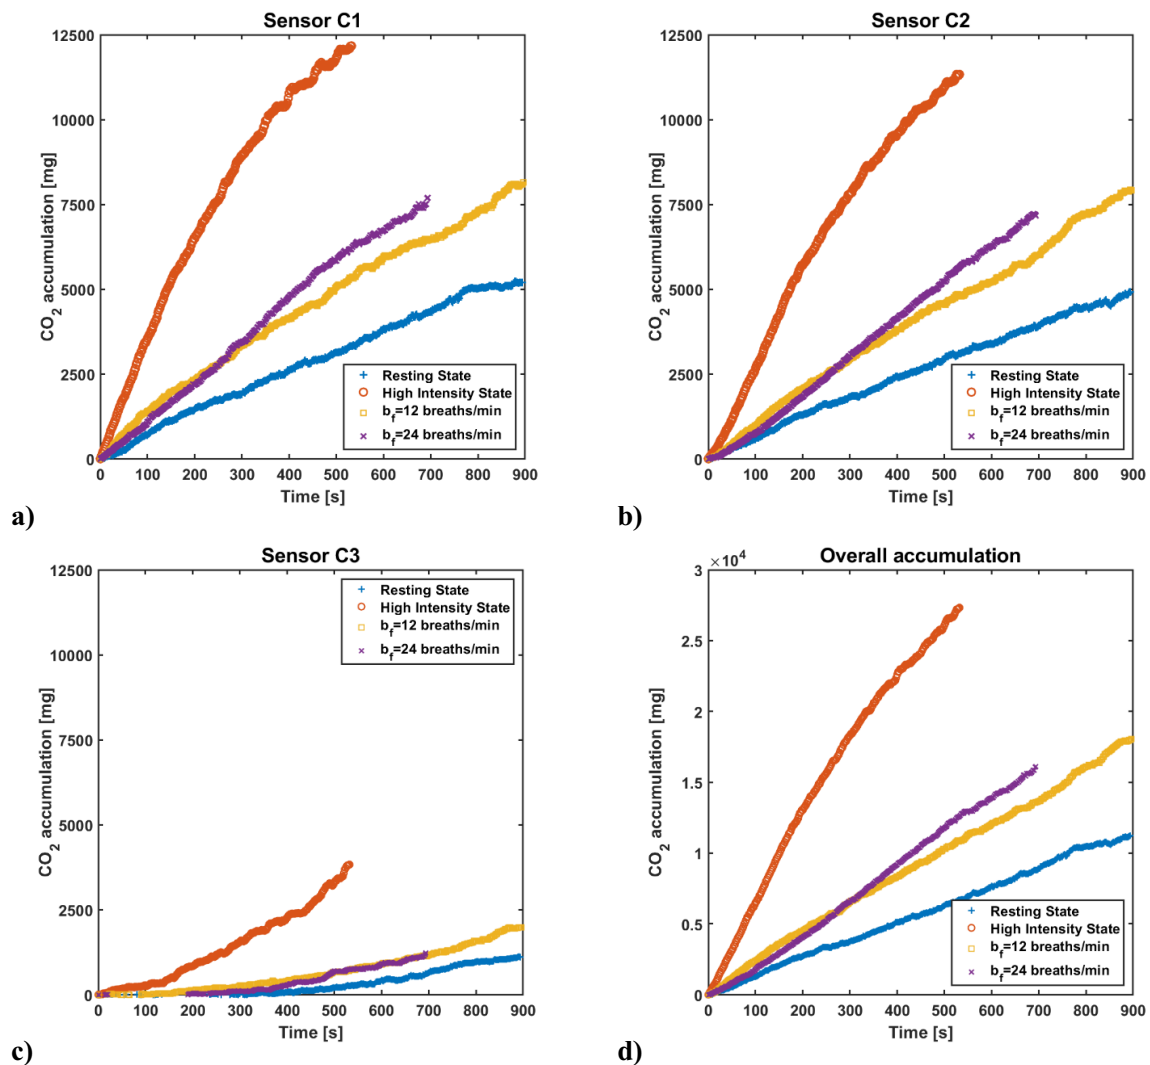 Sensor C1
12500
10000
7500
5000
2500
0
CO2 accumulation [mg]
Resting State
High Intensity State
bf=12 breaths/min
bf=24 breaths/min
0 100 200 300 400 500 600 700 800 900
Time [s]
a)
Sensor C2
12500
10000
7500
5000
2500
0
CO2 accumulation [mg]
Resting State
High Intensity State
bf=12 breaths/min
bf=24 breaths/min
0 100 200 300 400 500 600 700 800 900
Time [s]
b)
Sensor C3
12500
10000
7500
5000
2500
0
CO2 accumulation [mg]
Resting State
High Intensity State
bf=12 breaths/min
bf=24 breaths/min
0 100 200 300 400 500 600 700 800 900
Time [s]
c)
Overall accumulation
×10^4
3
2.5
2
1.5
1
0.5
0
CO2 accumulation [mg]
Resting State
High Intensity State
bf=12 breaths/min
bf=24 breaths/min
0 100 200 300 400 500 600 700 800 900
Time [s]
d)